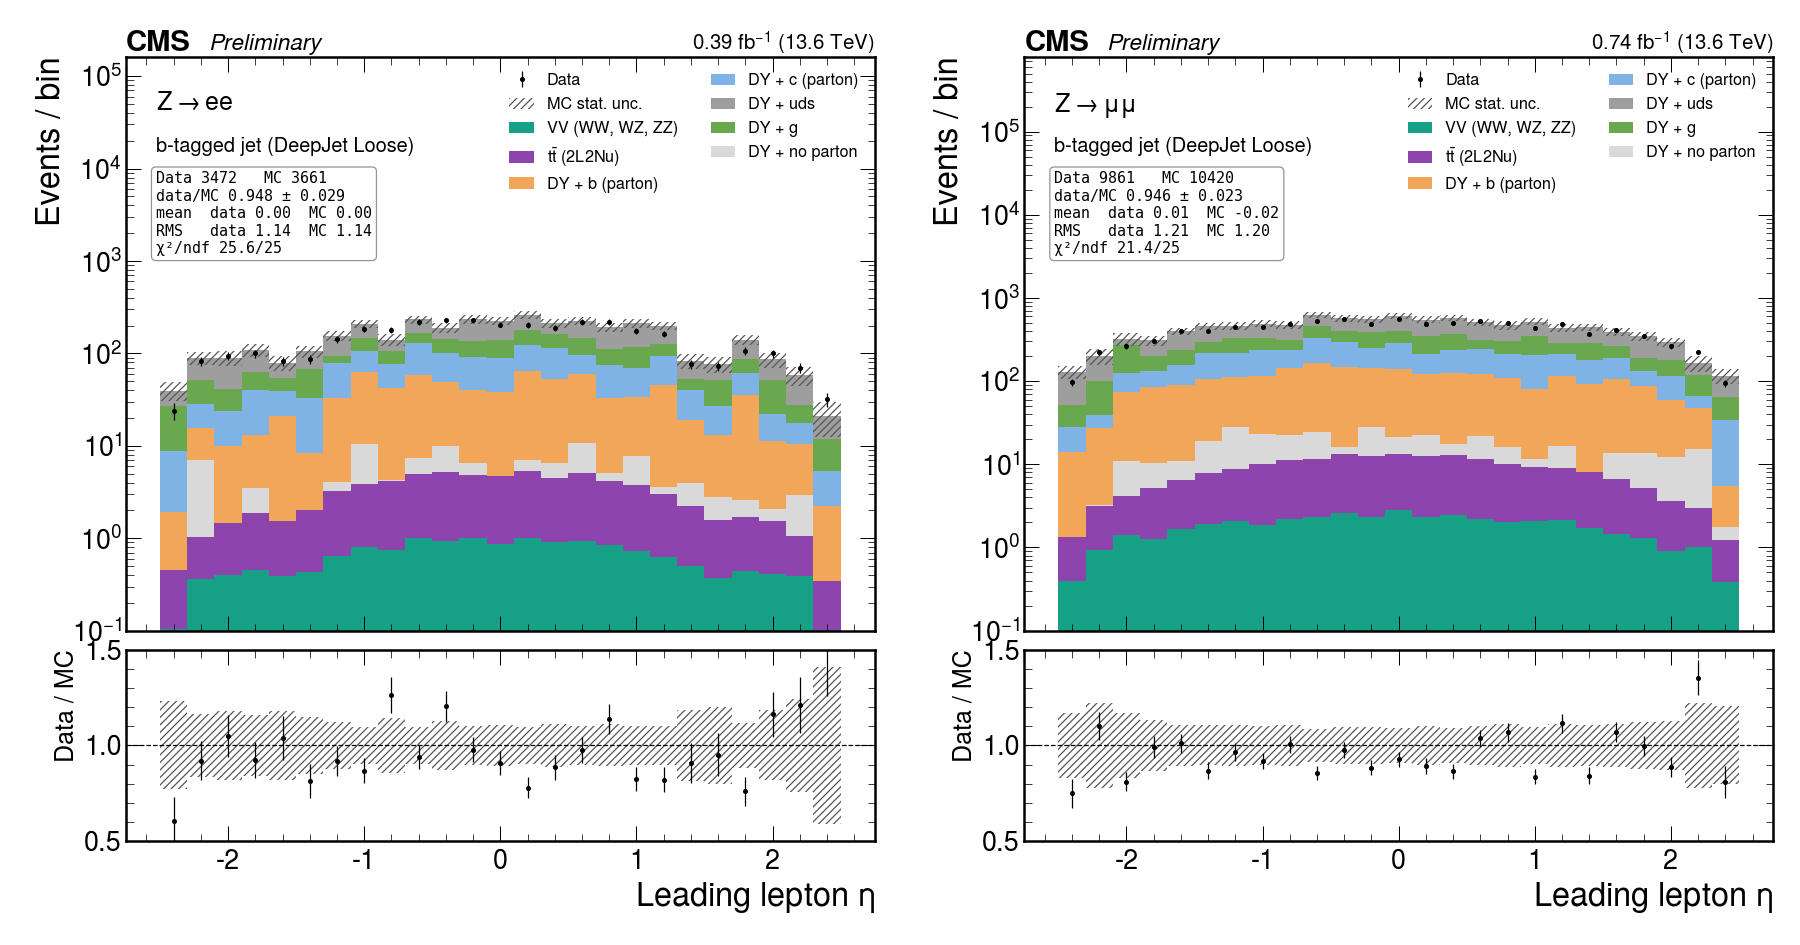 CMS Preliminary 0.39 fb⁻¹ (13.6 TeV)
Events / bin
10⁵
10⁴
10³
10²
10¹
10⁰
10⁻¹
Z → ee
b-tagged jet (DeepJet Loose)
Data 3472 MC 3661
data/MC 0.948 ± 0.029
mean data 0.00 MC 0.00
RMS data 1.14 MC 1.14
χ²/ndf 25.6/25
Data
MC stat. unc.
VV (WW, WZ, ZZ)
tt̄ (2L2Nu)
DY + b (parton)
DY + c (parton)
DY + uds
DY + g
DY + no parton
Data / MC
1.5
1.0
0.5
-2 -1 0 1 2
Leading lepton η
CMS Preliminary 0.74 fb⁻¹ (13.6 TeV)
Events / bin
10⁵
10⁴
10³
10²
10¹
10⁰
10⁻¹
Z → μμ
b-tagged jet (DeepJet Loose)
Data 9861 MC 10420
data/MC 0.946 ± 0.023
mean data 0.01 MC -0.02
RMS data 1.21 MC 1.20
χ²/ndf 21.4/25
Data
MC stat. unc.
VV (WW, WZ, ZZ)
tt̄ (2L2Nu)
DY + b (parton)
DY + c (parton)
DY + uds
DY + g
DY + no parton
Data / MC
1.5
1.0
0.5
-2 -1 0 1 2
Leading lepton η